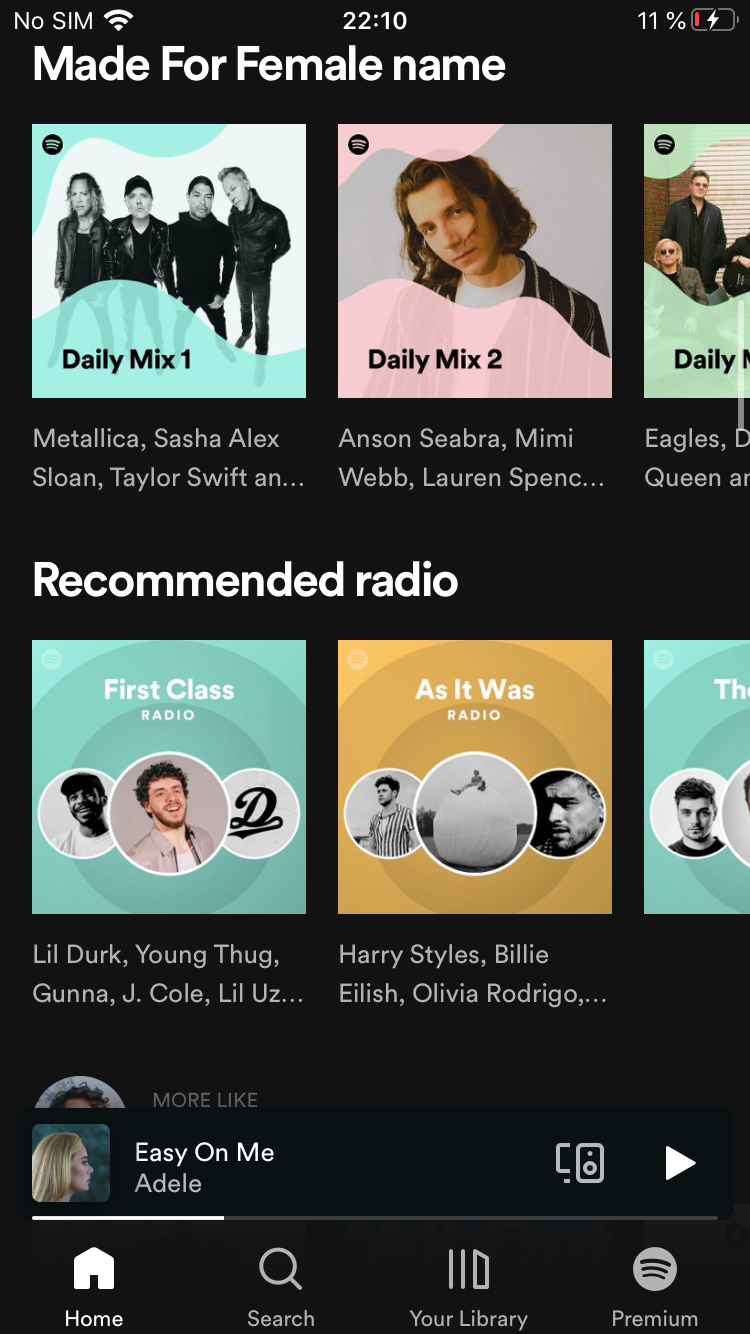 No SIM 22:10 11 %
Made For Female name
Daily Mix 1
Daily Mix 2
Daily
Metallica, Sasha Alex
Sloan, Taylor Swift an...
Anson Seabra, Mimi
Webb, Lauren Spenc...
Eagles, D
Queen
Recommended radio
First Class
RADIO
As It Was
RADIO
D
Lil Durk, Young Thug,
Gunna, J. Cole, Lil Uz...
Harry Styles, Billie
Eilish, Olivia Rodrigo,...
MORE LIKE
Easy On Me
Adele
Home
Search
Your Library
Premium